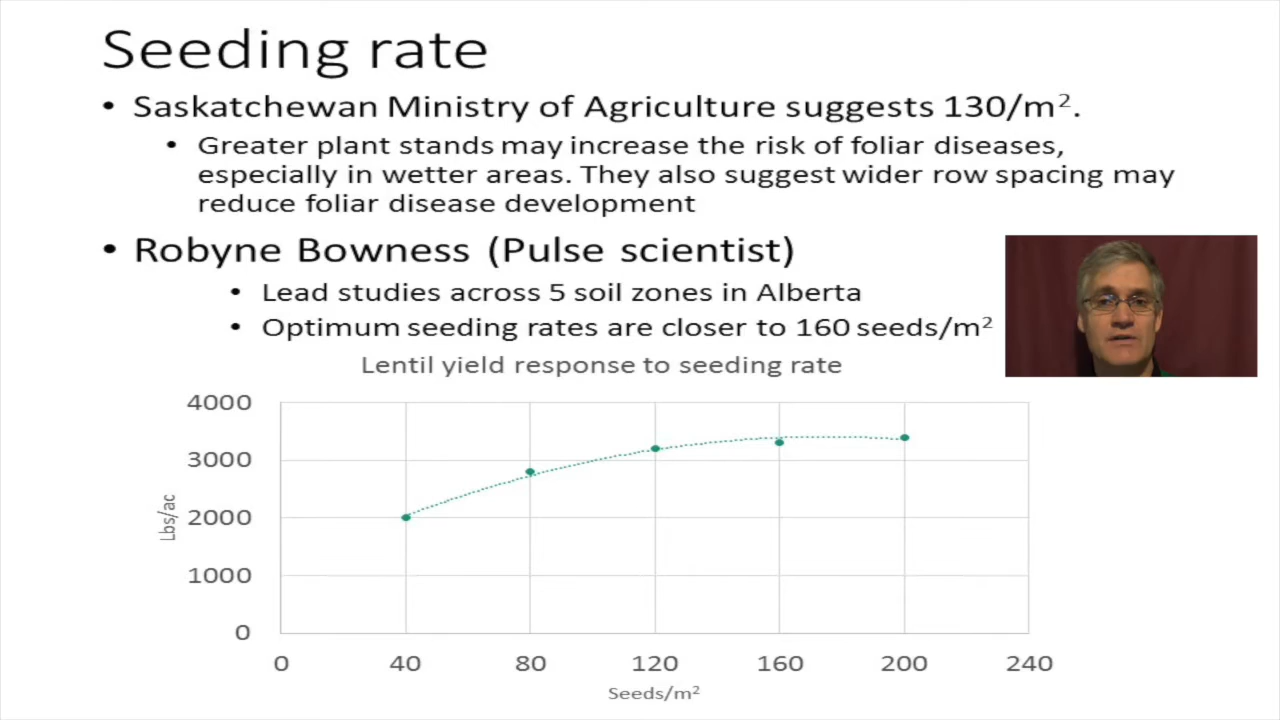 Seeding rate
• Saskatchewan Ministry of Agriculture suggests 130/m².
• Greater plant stands may increase the risk of foliar diseases,
especially in wetter areas. They also suggest wider row spacing may
reduce foliar disease development
• Robyne Bowness (Pulse scientist)
• Lead studies across 5 soil zones in Alberta
• Optimum seeding rates are closer to 160 seeds/m²
Lentil yield response to seeding rate
4000
3000
2000
1000
0
Lbs/ac
0 40 80 120 160 200 240
Seeds/m²